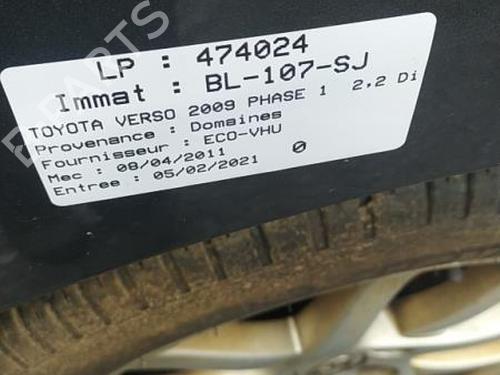 LP : 474024
Immat : BL-107-SJ
TOYOTA VERSO 2009 PHASE 1 2,2 Di
Provenance : Domaines
Fournisseur : ECO-VHU
Mec : 08/04/2011
Entree : 05/02/2021 0
B-PARTS